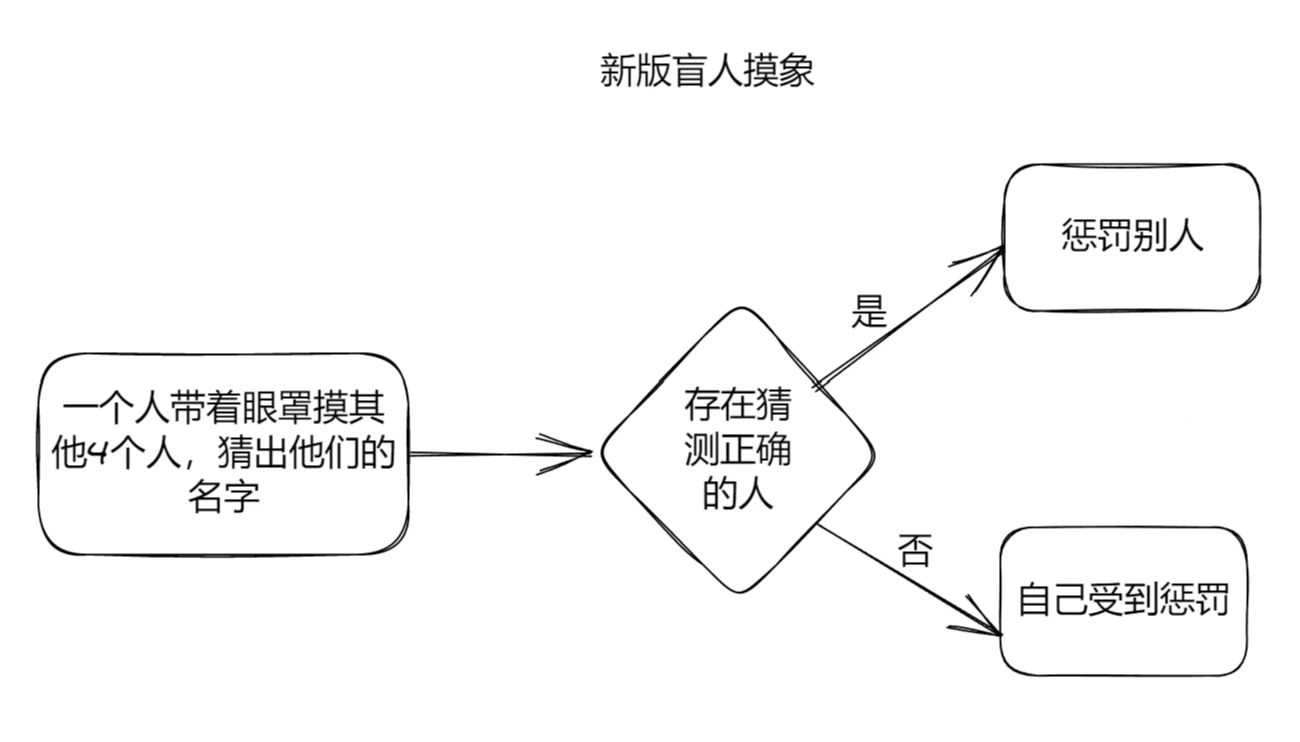 新版盲人摸象
惩罚别人
是
一个人带着眼罩摸其
他4个人，猜出他们的
名字
存在猜
测正确
的人
否
自己受到惩罚